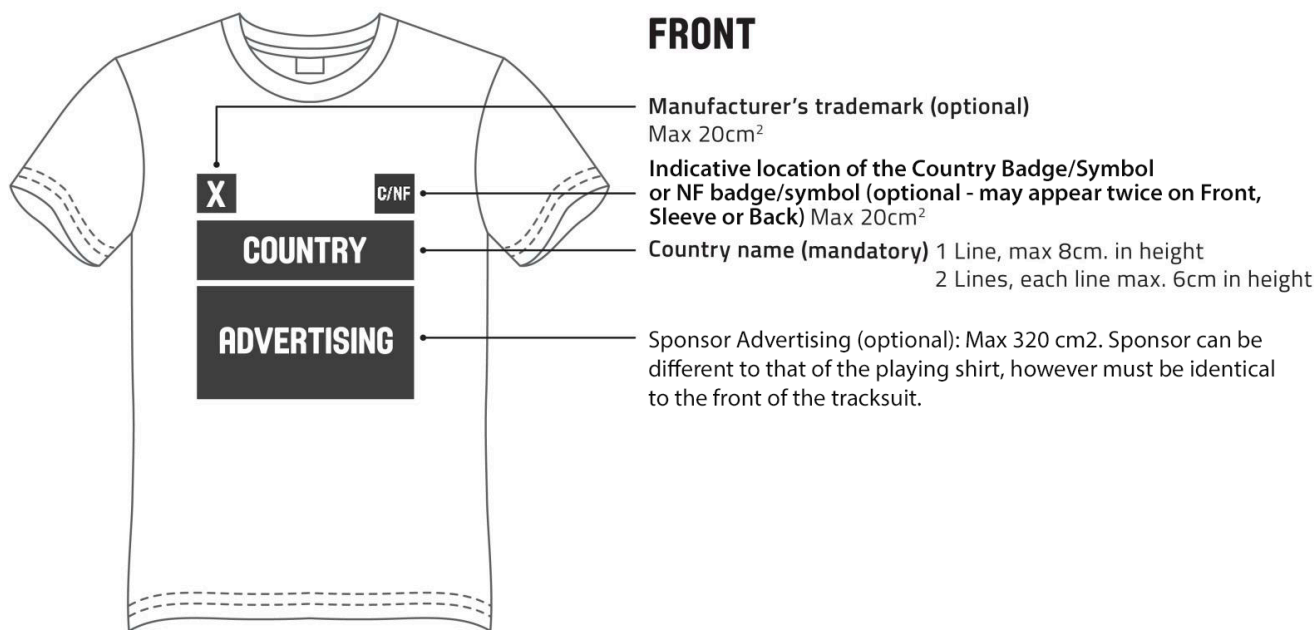 FRONT
Manufacturer's trademark (optional)
Max 20cm²
Indicative location of the Country Badge/Symbol
or NF badge/symbol (optional - may appear twice on Front,
Sleeve or Back) Max 20cm²
Country name (mandatory) 1 Line, max 8cm. in height
2 Lines, each line max. 6cm in height
Sponsor Advertising (optional): Max 320 cm2. Sponsor can be
different to that of the playing shirt, however must be identical
to the front of the tracksuit.
X
C/NF
COUNTRY
ADVERTISING